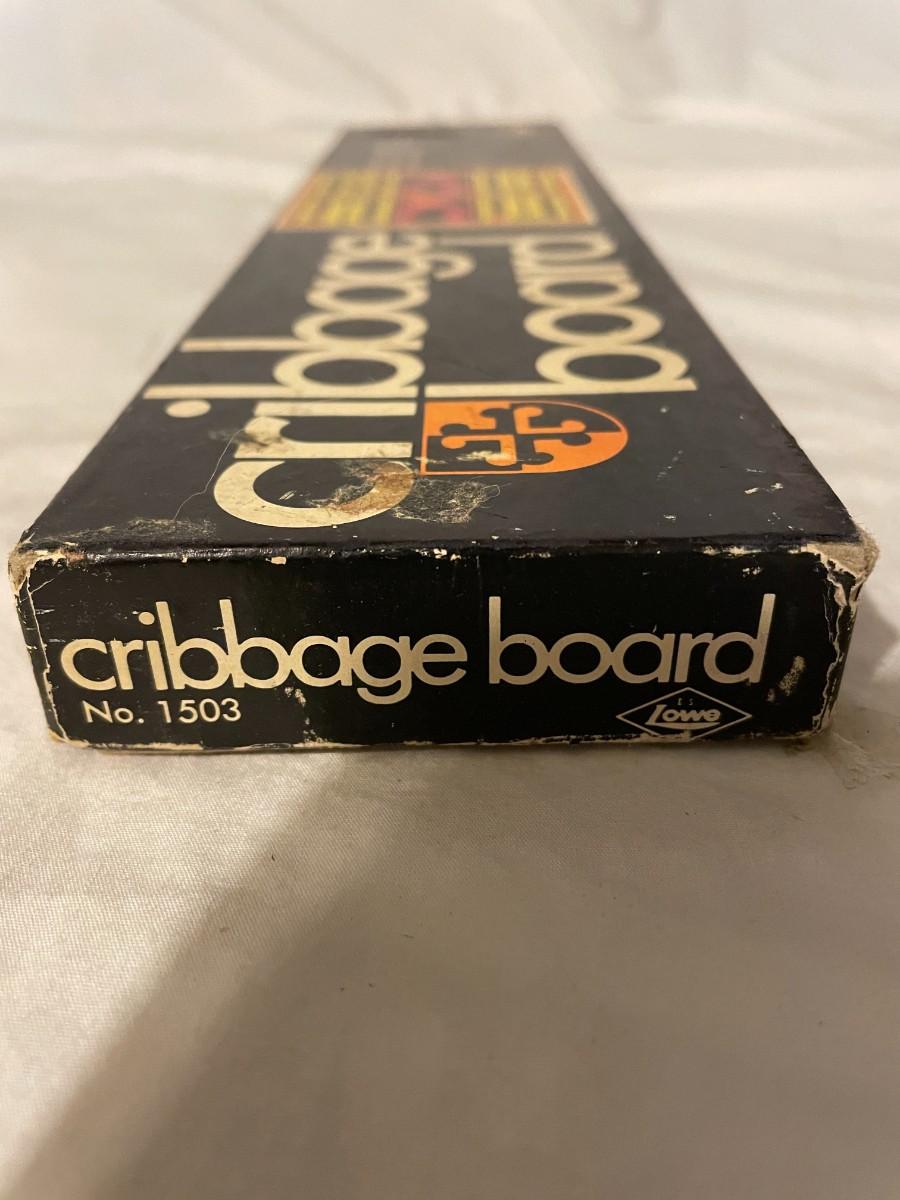 cribbage
board
cribbage board
No. 1503
E S
Lowe